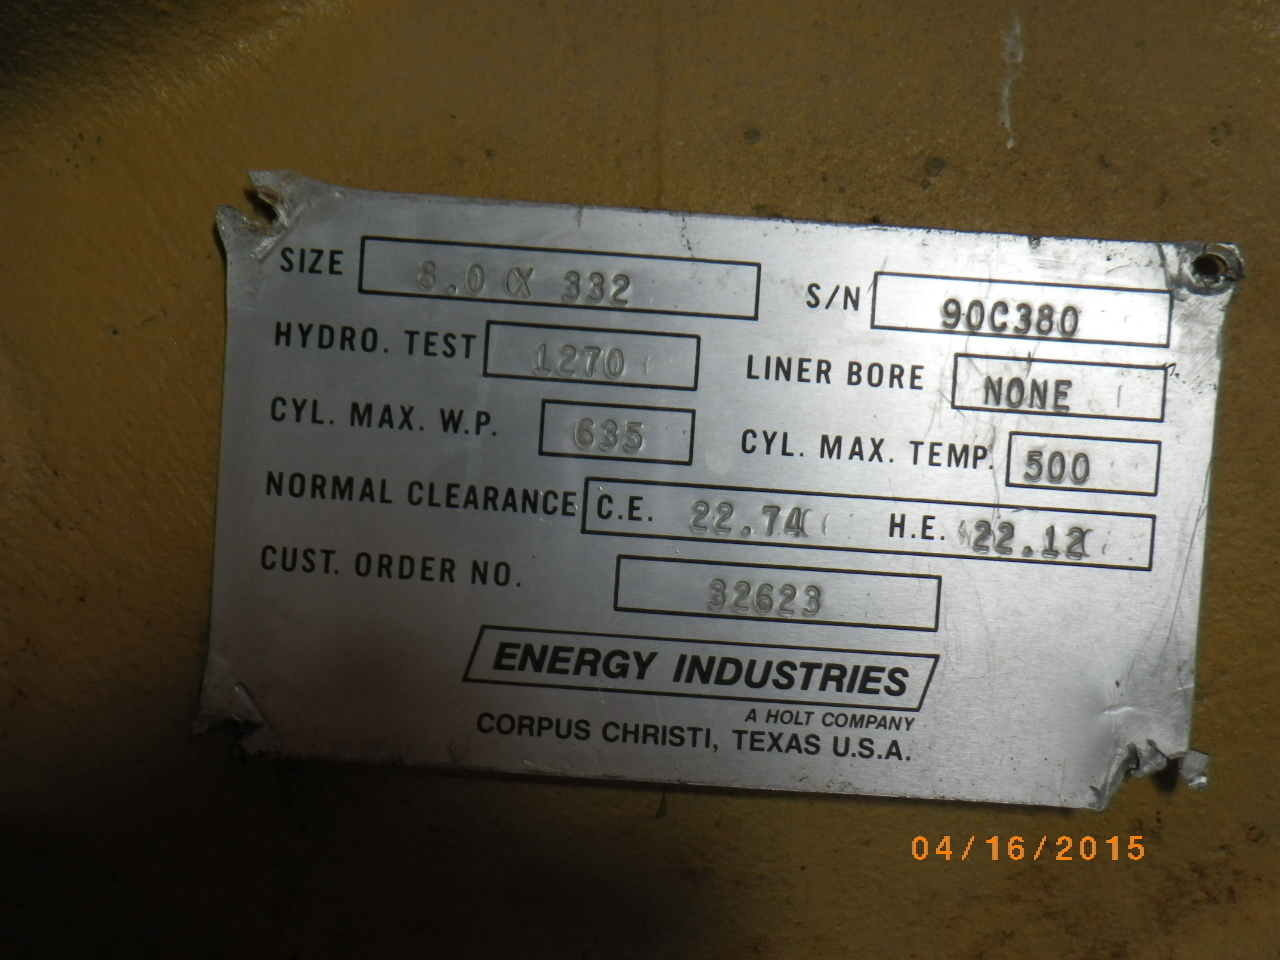 SIZE 8.0 X 332
S/N 90C380
HYDRO. TEST 1270
LINER BORE NONE
CYL. MAX. W.P. 635
CYL. MAX. TEMP. 500
NORMAL CLEARANCE C.E. 22.74 H.E. 22.12
CUST. ORDER NO. 32623
ENERGY INDUSTRIES
A HOLT COMPANY
CORPUS CHRISTI, TEXAS U.S.A.
04/16/2015